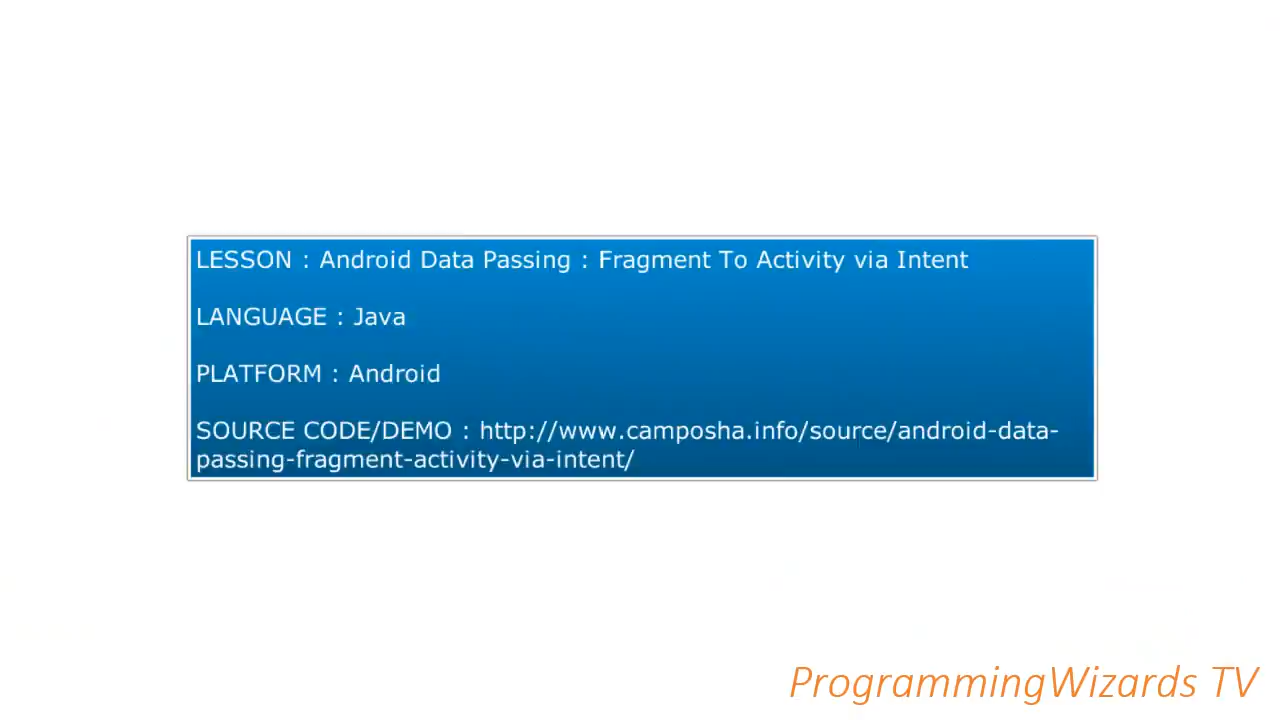 LESSON : Android Data Passing : Fragment To Activity via Intent
LANGUAGE : Java
PLATFORM : Android
SOURCE CODE/DEMO : http://www.camposha.info/source/android-data-
passing-fragment-activity-via-intent/
ProgrammingWizards TV